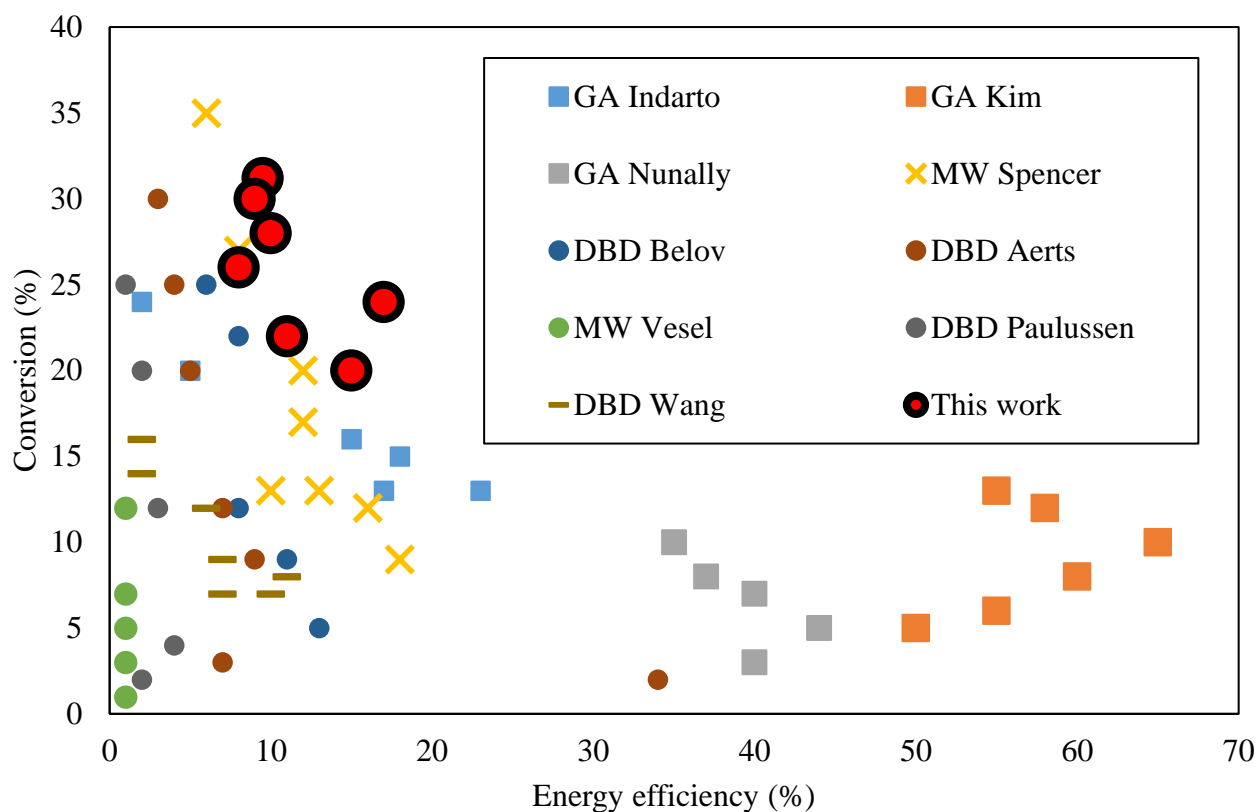 40
35
30
25
20
15
10
5
0
Conversion (%)
GA Indarto
GA Kim
GA Nunally
MW Spencer
DBD Belov
DBD Aerts
MW Vesel
DBD Paulussen
DBD Wang
This work
0 10 20 30 40 50 60 70
Energy efficiency (%)